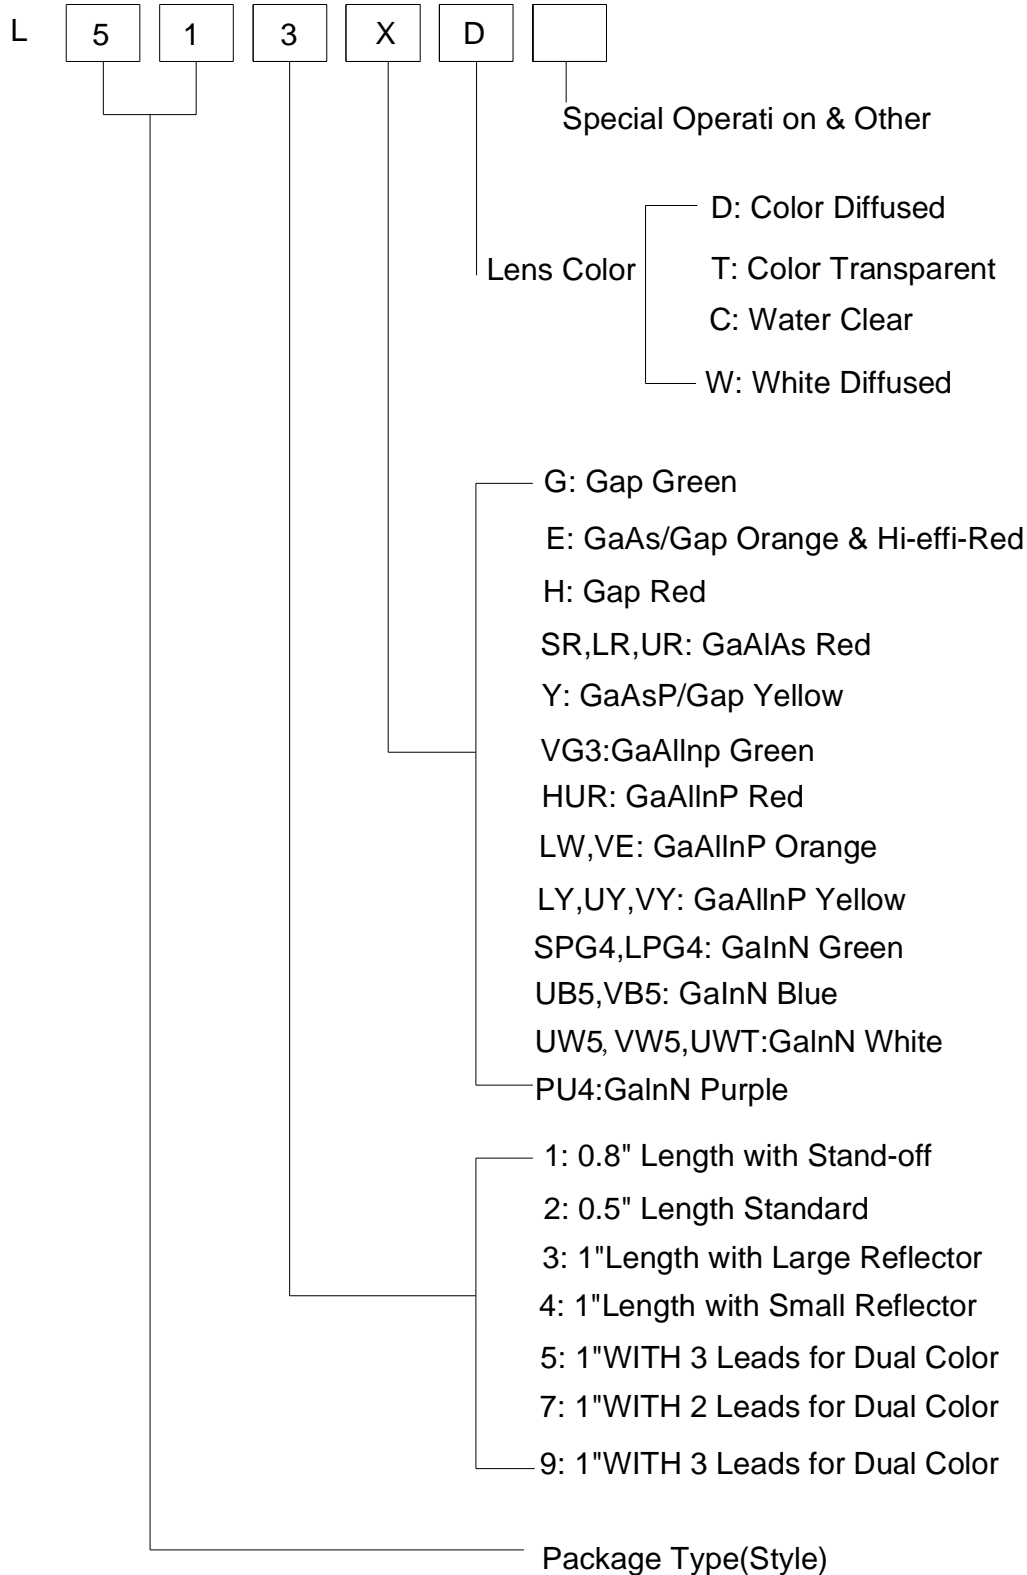 L 5 1 3 X D
Special Operati on & Other
D: Color Diffused
Lens Color
T: Color Transparent
C: Water Clear
W: White Diffused
G: Gap Green
E: GaAs/Gap Orange & Hi-effi-Red
H: Gap Red
SR,LR,UR: GaAlAs Red
Y: GaAsP/Gap Yellow
VG3:GaAlInp Green
HUR: GaAlInP Red
LW,VE: GaAlInP Orange
LY,UY,VY: GaAlInP Yellow
SPG4,LPG4: GaInN Green
UB5,VB5: GaInN Blue
UW5, VW5,UWT:GaInN White
PU4:GaInN Purple
1: 0.8" Length with Stand-off
2: 0.5" Length Standard
3: 1"Length with Large Reflector
4: 1"Length with Small Reflector
5: 1"WITH 3 Leads for Dual Color
7: 1"WITH 2 Leads for Dual Color
9: 1"WITH 3 Leads for Dual Color
Package Type(Style)